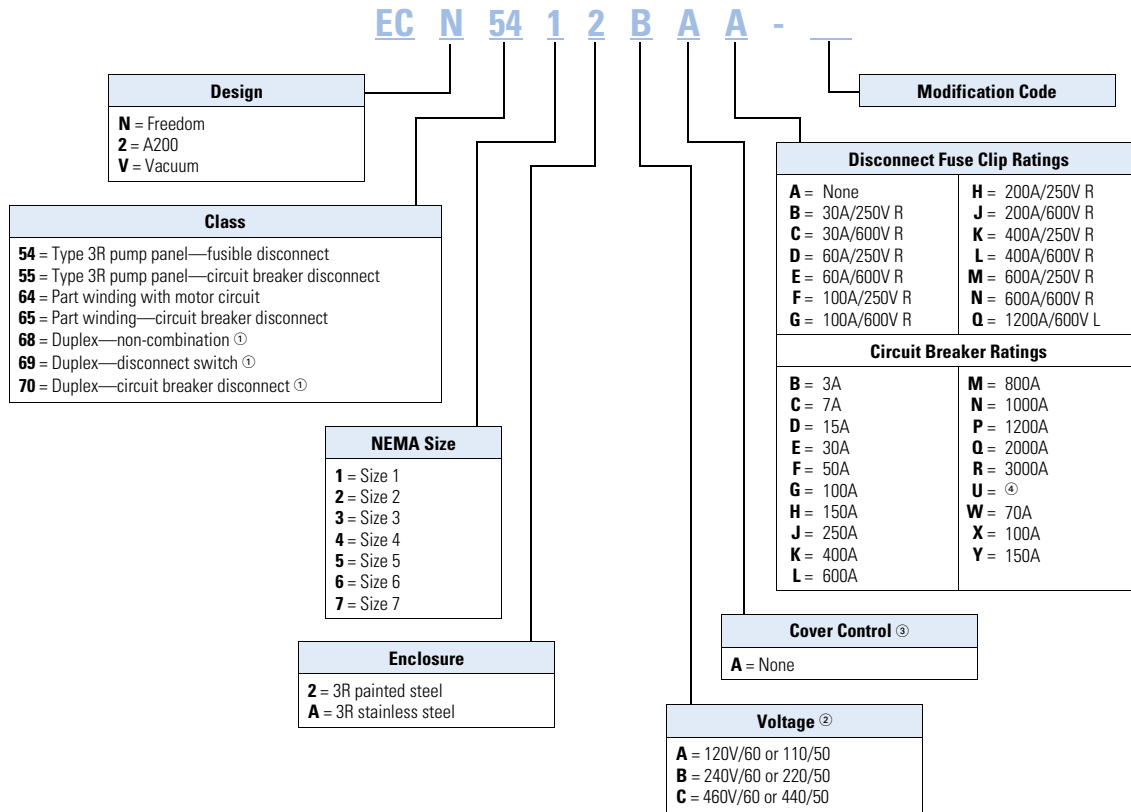 EC N 54 1 2 B A A - __
Design
N = Freedom
2 = A200
V = Vacuum
Modification Code
Class
54 = Type 3R pump panel—fusible disconnect
55 = Type 3R pump panel—circuit breaker disconnect
64 = Part winding with motor circuit
65 = Part winding—circuit breaker disconnect
68 = Duplex—non-combination ①
69 = Duplex—disconnect switch ①
70 = Duplex—circuit breaker disconnect ①
Disconnect Fuse Clip Ratings
A = None
B = 30A/250V R
C = 30A/600V R
D = 60A/250V R
E = 60A/600V R
F = 100A/250V R
G = 100A/600V R
H = 200A/250V R
J = 200A/600V R
K = 400A/250V R
L = 400A/600V R
M = 600A/250V R
N = 600A/600V R
Q = 1200A/600V L
Circuit Breaker Ratings
B = 3A
C = 7A
D = 15A
E = 30A
F = 50A
G = 100A
H = 150A
J = 250A
K = 400A
L = 600A
M = 800A
N = 1000A
P = 1200A
Q = 2000A
R = 3000A
U = ④
W = 70A
X = 100A
Y = 150A
NEMA Size
1 = Size 1
2 = Size 2
3 = Size 3
4 = Size 4
5 = Size 5
6 = Size 6
7 = Size 7
Cover Control ③
A = None
Enclosure
2 = 3R painted steel
A = 3R stainless steel
Voltage ②
A = 120V/60 or 110/50
B = 240V/60 or 220/50
C = 460V/60 or 440/50